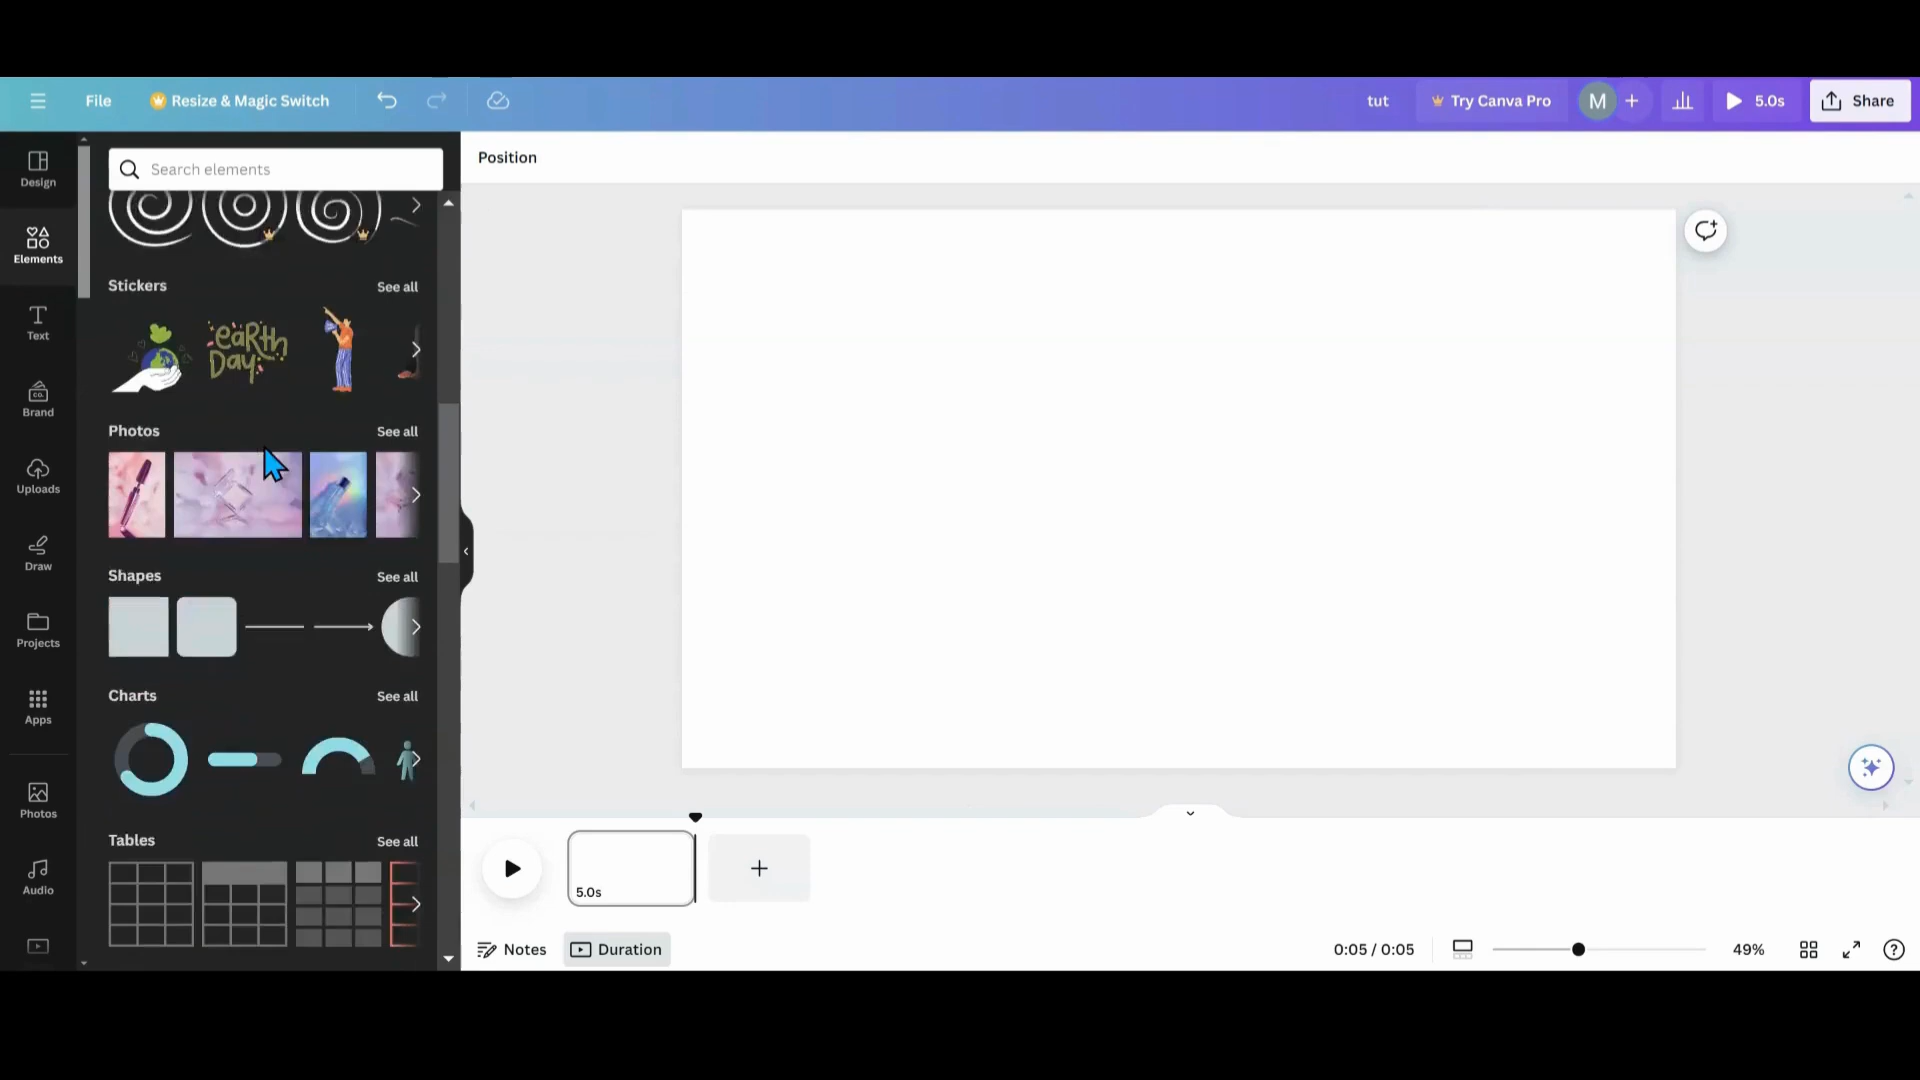 File
Resize & Magic Switch
tut
Try Canva Pro
M
5.0s
Share
Design
Elements
Text
Brand
CO.
Uploads
Draw
Projects
Apps
Photos
Audio
Search elements
Stickers
See all
earth
Day
Photos
See all
Shapes
See all
Charts
See all
Tables
See all
Position
5.0s
Notes
Duration
0:05 / 0:05
49%